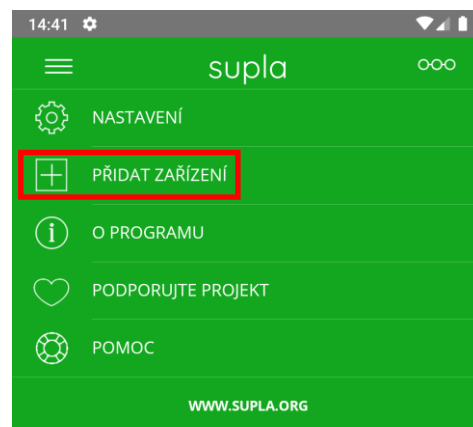 14:41
supla
NASTAVENÍ
PŘIDAT ZAŘÍZENÍ
O PROGRAMU
PODPORUJTE PROJEKT
POMOC
WWW.SUPLA.ORG